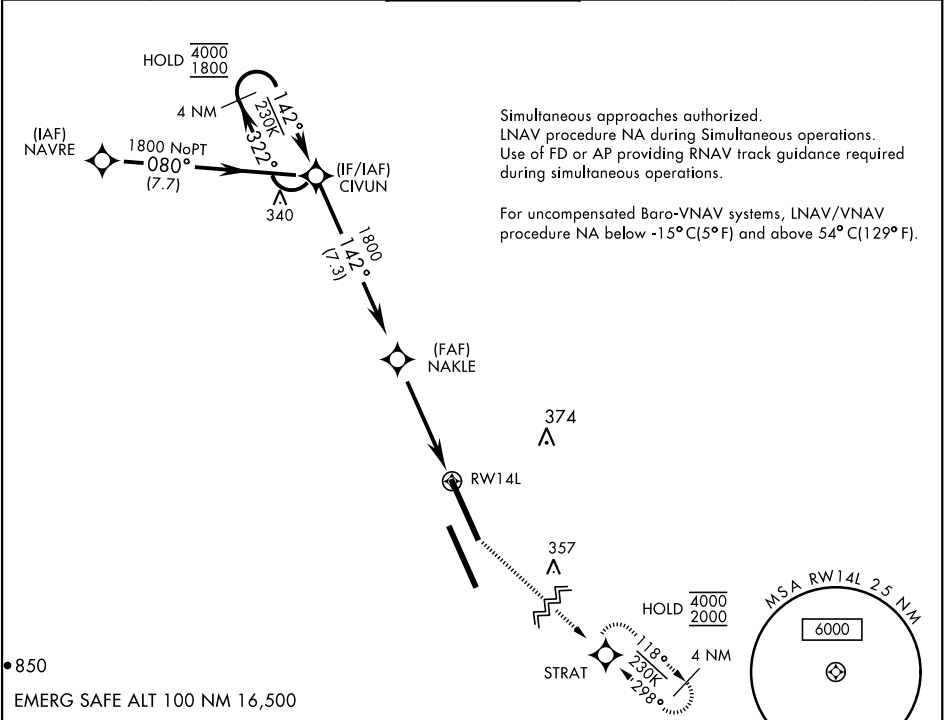 HOLD 4000
1800
4 NM
230K
142°
322°
(IAF)
NAVRE
1800 NoPT
080°
(7.7)
(IF/IAF)
CIVUN
340
1800
142°
(7.3)
Simultaneous approaches authorized.
LNAV procedure NA during Simultaneous operations.
Use of FD or AP providing RNAV track guidance required
during simultaneous operations.
For uncompensated Baro-VNAV systems, LNAV/VNAV
procedure NA below -15°C(5°F) and above 54°C(129°F).
(FAF)
NAKLE
374
RW14L
357
HOLD 4000
2000
118°
230K
298°
4 NM
STRAT
MSA RW14L 25 NM
6000
850
EMERG SAFE ALT 100 NM 16,500